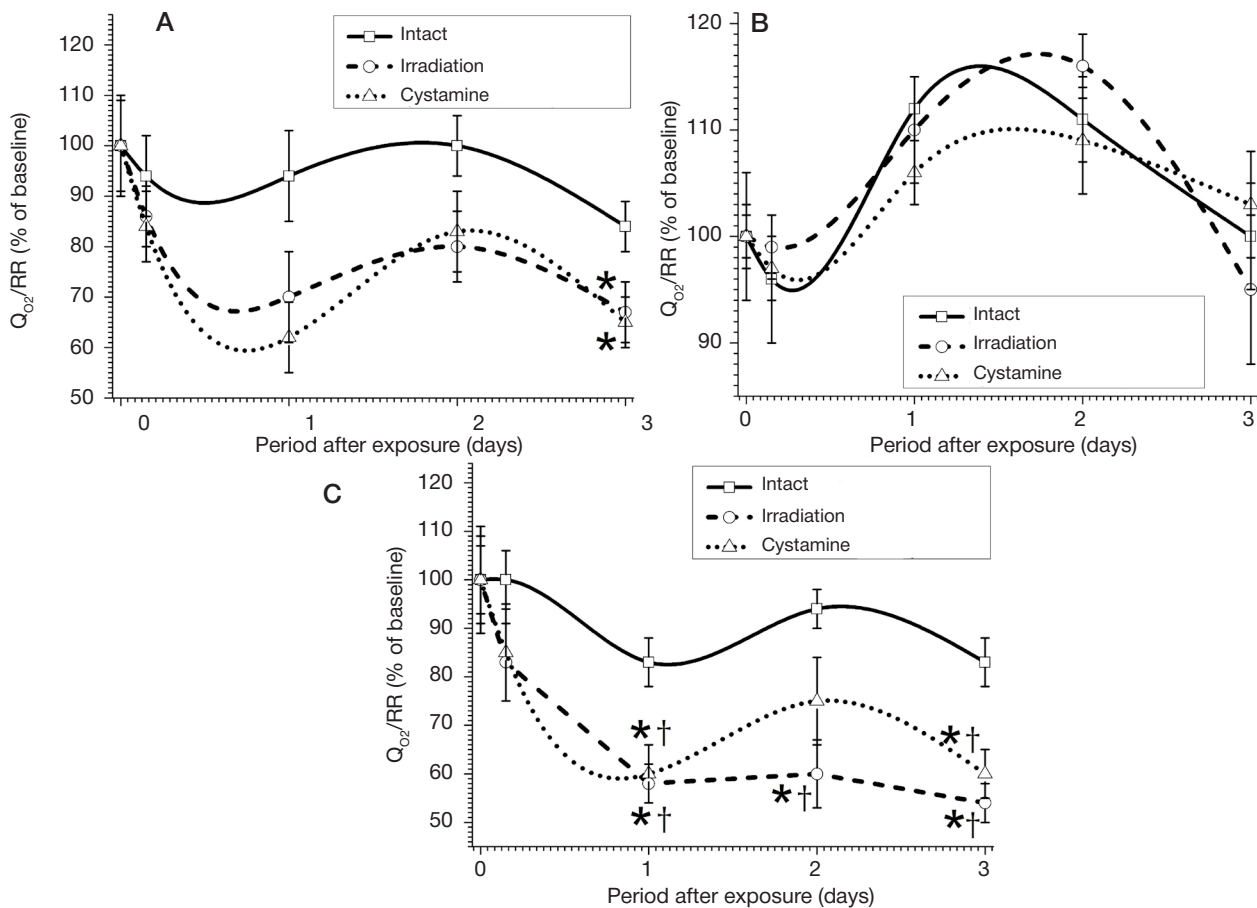 A
120
110
100
90
80
70
60
50
Q_O2/RR (% of baseline)
Intact
Irradiation
Cystamine
*
*
0 1 2 3
Period after exposure (days)
B
120
110
100
90
Q_O2/RR (% of baseline)
Intact
Irradiation
Cystamine
0 1 2 3
Period after exposure (days)
C
120
110
100
90
80
70
60
50
Q_O2/RR (% of baseline)
Intact
Irradiation
Cystamine
* †
* †
* †
* †
* †
0 1 2 3
Period after exposure (days)